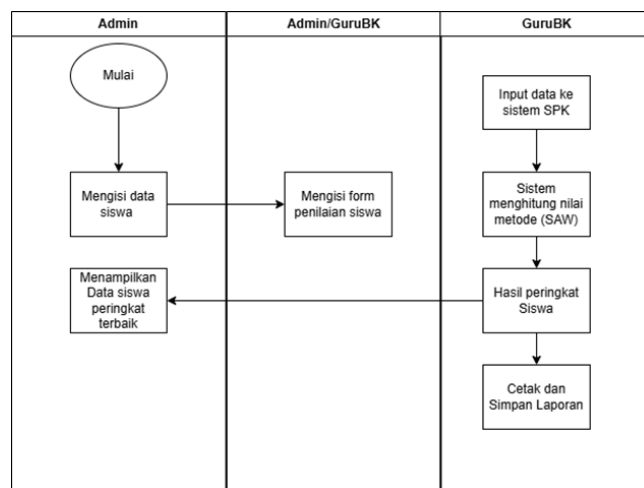 Admin
Admin/GuruBK
GuruBK
Mulai
Input data ke
sistem SPK
Mengisi data
siswa
Mengisi form
penilaian siswa
Sistem
menghitung nilai
metode (SAW)
Menampilkan
Data siswa
peringkat
terbaik
Hasil peringkat
Siswa
Cetak dan
Simpan Laporan